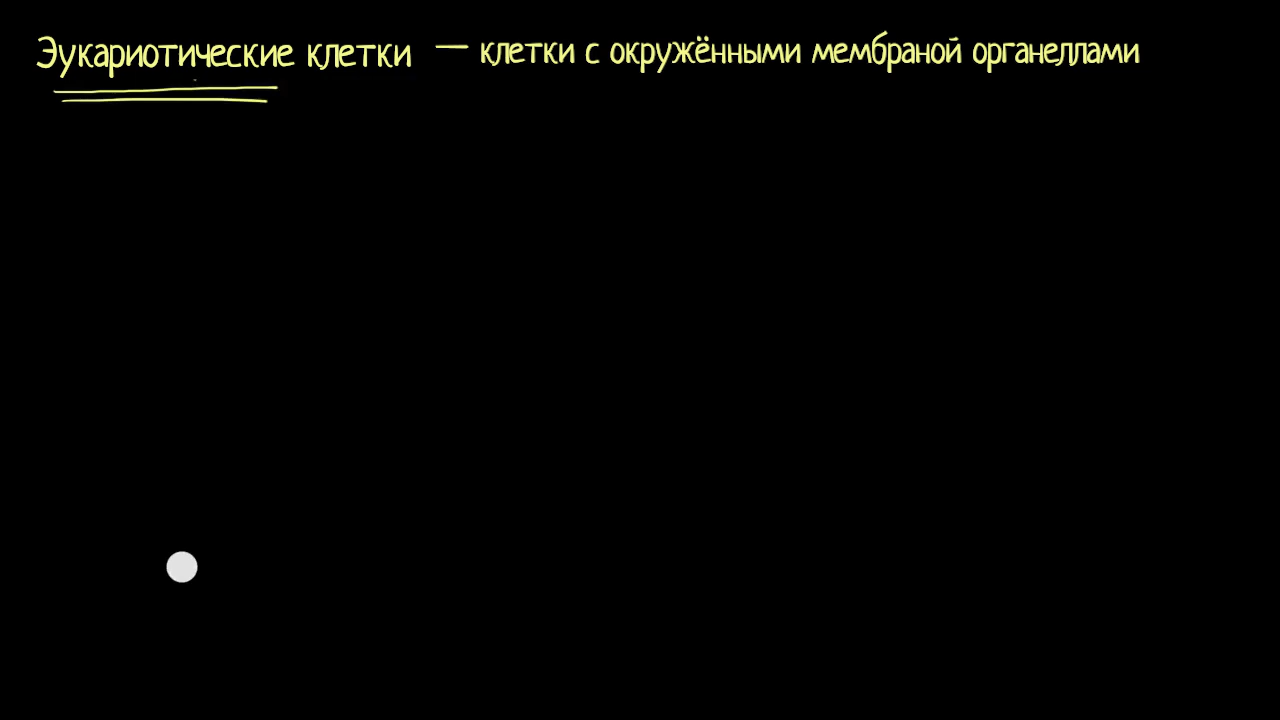 Эукариотические клетки — клетки с окружёнными мембраной органеллами